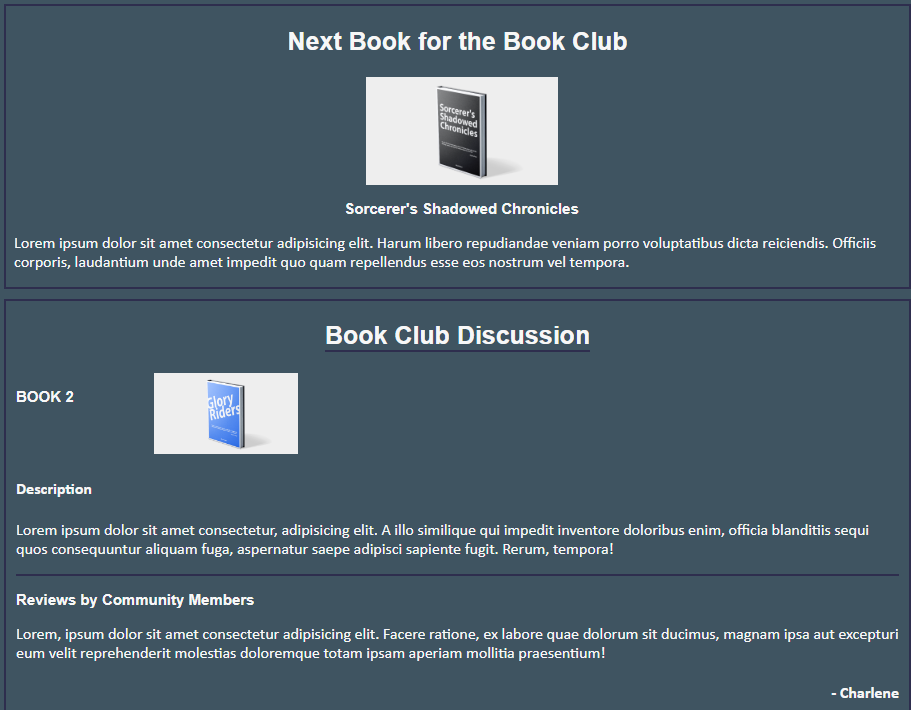 Next Book for the Book Club
Sorcerer's
Shadowed
Chronicles
Sorcerer's Shadowed Chronicles
Lorem ipsum dolor sit amet consectetur adipisicing elit. Harum libero repudiandae veniam porro voluptatibus dicta reiciendis. Officiis
corporis, laudantium unde amet impedit quo quam repellendus esse eos nostrum vel tempora.
Book Club Discussion
BOOK 2
Glory
Riders
Description
Lorem ipsum dolor sit amet consectetur, adipisicing elit. A illo similique qui impedit inventore doloribus enim, officia blanditiis sequi
quos consequuntur aliquam fuga, aspernatur saepe adipisci sapiente fugit. Rerum, tempora!
Reviews by Community Members
Lorem, ipsum dolor sit amet consectetur adipisicing elit. Facere ratione, ex labore quae dolorum sit ducimus, magnam ipsa aut excepturi
eum velit reprehenderit molestias doloremque totam ipsam aperiam mollitia praesentium!
- Charlene